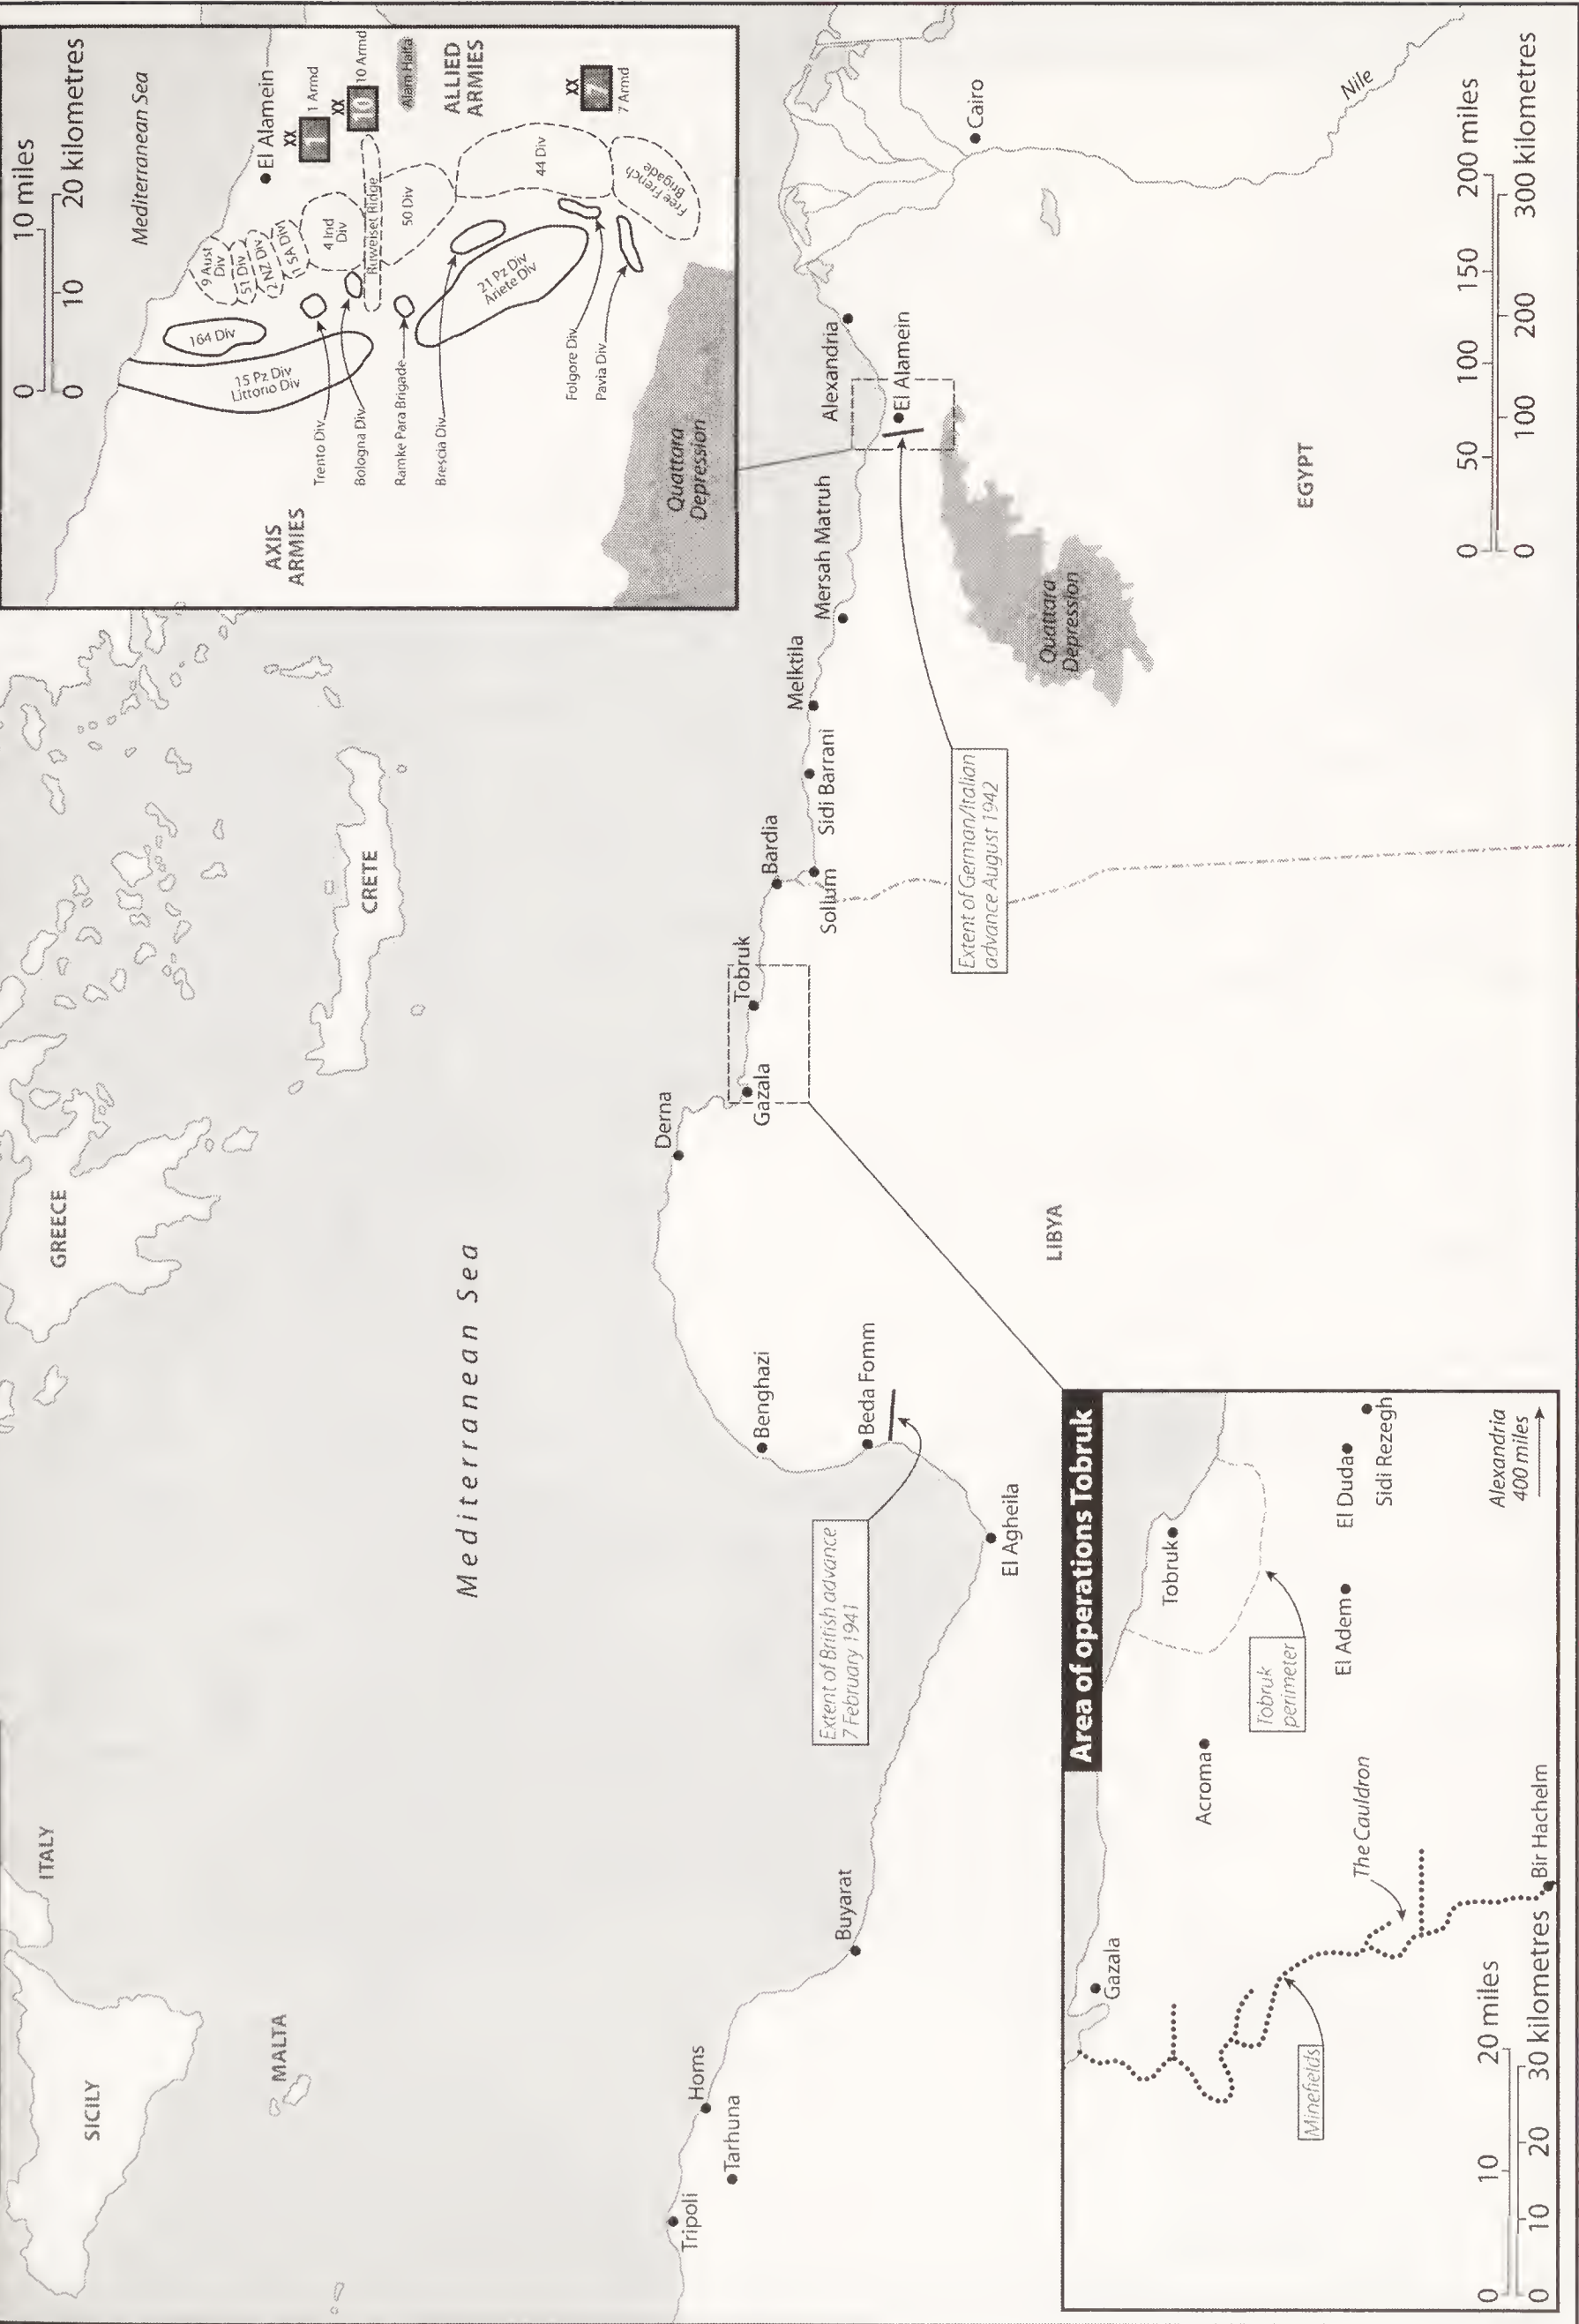 ITALY
SICILY
MALTA
GREECE
CRETE
Mediterranean Sea
Tripoli
Tarhuna
Homs
Buyarat
El Agheila
Extent of British advance
7 February 1941
Beda Fomm
Benghazi
Derna
Gazala
Tobruk
Bardia
Sollum
Sidi Barrani
Melktila
Mersah Matruh
Alexandria
El Alamein
Cairo
Nile
Quattara
Depression
Extent of German/Italian
advance August 1942
LIBYA
EGYPT
0 50 100 150 200 miles
0 100 200 300 kilometres
0 10 miles
0 10 20 kilometres
Mediterranean Sea
El Alamein
AXIS
ARMIES
ALLIED
ARMIES
15 Pz Div
Littorio Div
164 Div
9 Aust
Div
51 Div
2 NZ Div
1 SA Div
4 Ind
Div
Ruweiset Ridge
50 Div
44 Div
Free French
Brigade
XX
1
1 Armd
XX
10
10 Armd
Alam Halfa
XX
7
7 Armd
Trento Div
Bologna Div
Ramke Para Brigade
Brescia Div
21 Pz Div
Ariete Div
Folgore Div
Pavia Div
Quattara
Depression
Area of operations Tobruk
Gazala
Acroma
Tobruk
Tobruk
perimeter
El Adem
El Duda
Sidi Rezegh
The Cauldron
Minefields
Bir Hachelm
Alexandria
400 miles
0 10 20 miles
0 10 20 30 kilometres